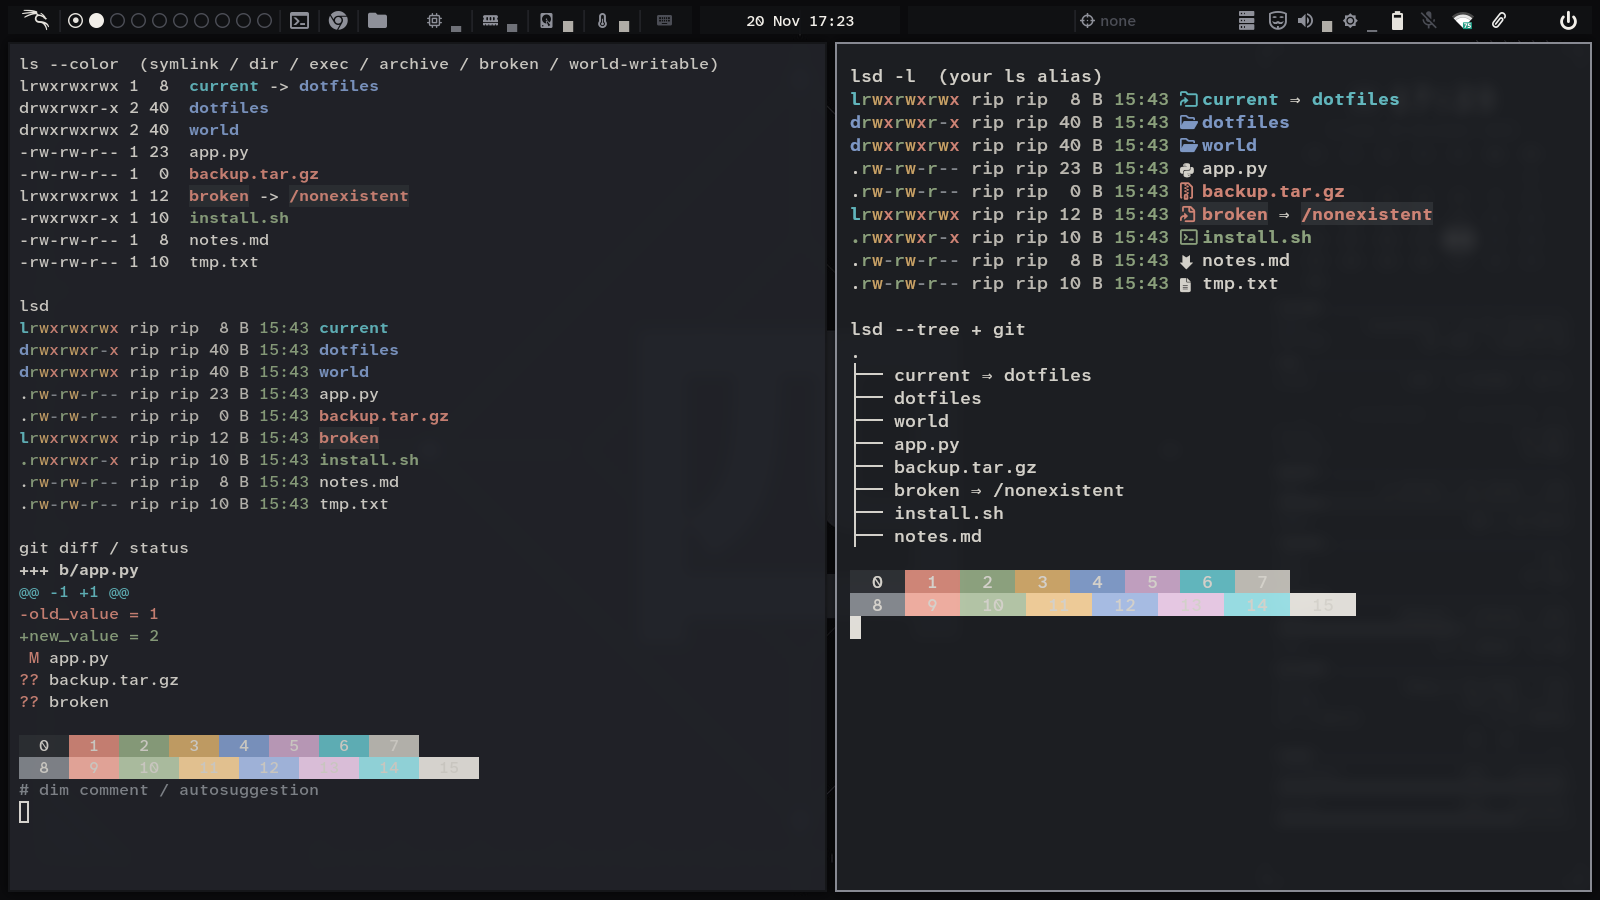 20 Nov 17:23
none
ls --color  (symlink / dir / exec / archive / broken / world-writable)
lrwxrwxrwx 1  8  current -> dotfiles
drwxrwxr-x 2 40  dotfiles
drwxrwxrwx 2 40  world
-rw-rw-r-- 1 23  app.py
-rw-rw-r-- 1  0  backup.tar.gz
lrwxrwxrwx 1 12  broken -> /nonexistent
-rwxrwxr-x 1 10  install.sh
-rw-rw-r-- 1  8  notes.md
-rw-rw-r-- 1 10  tmp.txt
lsd
lrwxrwxrwx rip rip  8 B 15:43 current
drwxrwxr-x rip rip 40 B 15:43 dotfiles
drwxrwxrwx rip rip 40 B 15:43 world
.rw-rw-r-- rip rip 23 B 15:43 app.py
.rw-rw-r-- rip rip  0 B 15:43 backup.tar.gz
lrwxrwxrwx rip rip 12 B 15:43 broken
.rwxrwxr-x rip rip 10 B 15:43 install.sh
.rw-rw-r-- rip rip  8 B 15:43 notes.md
.rw-rw-r-- rip rip 10 B 15:43 tmp.txt
git diff / status
+++ b/app.py
@@ -1 +1 @@
-old_value = 1
+new_value = 2
 M app.py
?? backup.tar.gz
?? broken
0 1 2 3 4 5 6 7
8 9 10 11 12 13 14 15
# dim comment / autosuggestion
lsd -l  (your ls alias)
lrwxrwxrwx rip rip  8 B 15:43 current ⇒ dotfiles
drwxrwxr-x rip rip 40 B 15:43 dotfiles
drwxrwxrwx rip rip 40 B 15:43 world
.rw-rw-r-- rip rip 23 B 15:43 app.py
.rw-rw-r-- rip rip  0 B 15:43 backup.tar.gz
lrwxrwxrwx rip rip 12 B 15:43 broken ⇒ /nonexistent
.rwxrwxr-x rip rip 10 B 15:43 install.sh
.rw-rw-r-- rip rip  8 B 15:43 notes.md
.rw-rw-r-- rip rip 10 B 15:43 tmp.txt
lsd --tree + git
.
├── current ⇒ dotfiles
├── dotfiles
├── world
├── app.py
├── backup.tar.gz
├── broken ⇒ /nonexistent
├── install.sh
├── notes.md
0 1 2 3 4 5 6 7
8 9 10 11 12 13 14 15